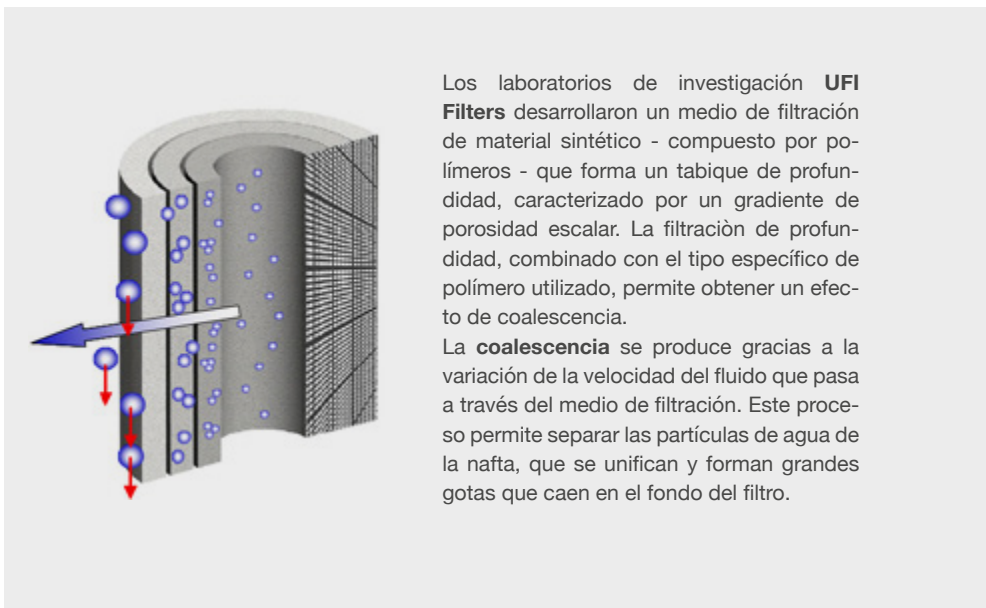 Los laboratorios de investigación UFI
Filters desarrollaron un medio de filtración
de material sintético - compuesto por po-
límeros - que forma un tabique de profun-
didad, caracterizado por un gradiente de
porosidad escalar. La filtraciòn de profun-
didad, combinado con el tipo específico de
polímero utilizado, permite obtener un efec-
to de coalescencia.
La coalescencia se produce gracias a la
variación de la velocidad del fluido que pasa
a través del medio de filtración. Este proce-
so permite separar las partículas de agua de
la nafta, que se unifican y forman grandes
gotas que caen en el fondo del filtro.